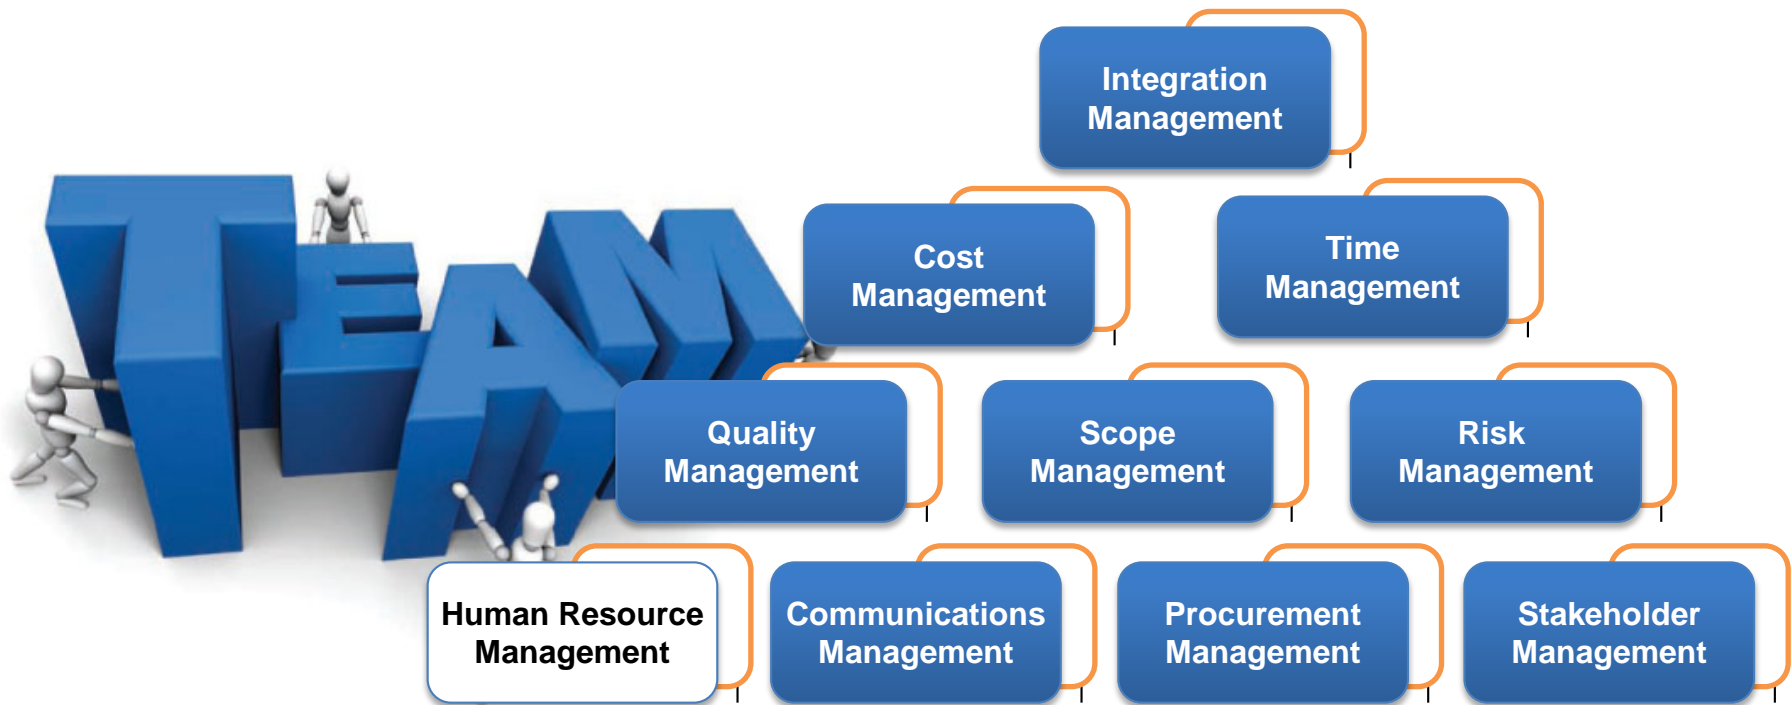 TEAM
Integration
Management
Cost
Management
Time
Management
Quality
Management
Scope
Management
Risk
Management
Human Resource
Management
Communications
Management
Procurement
Management
Stakeholder
Management